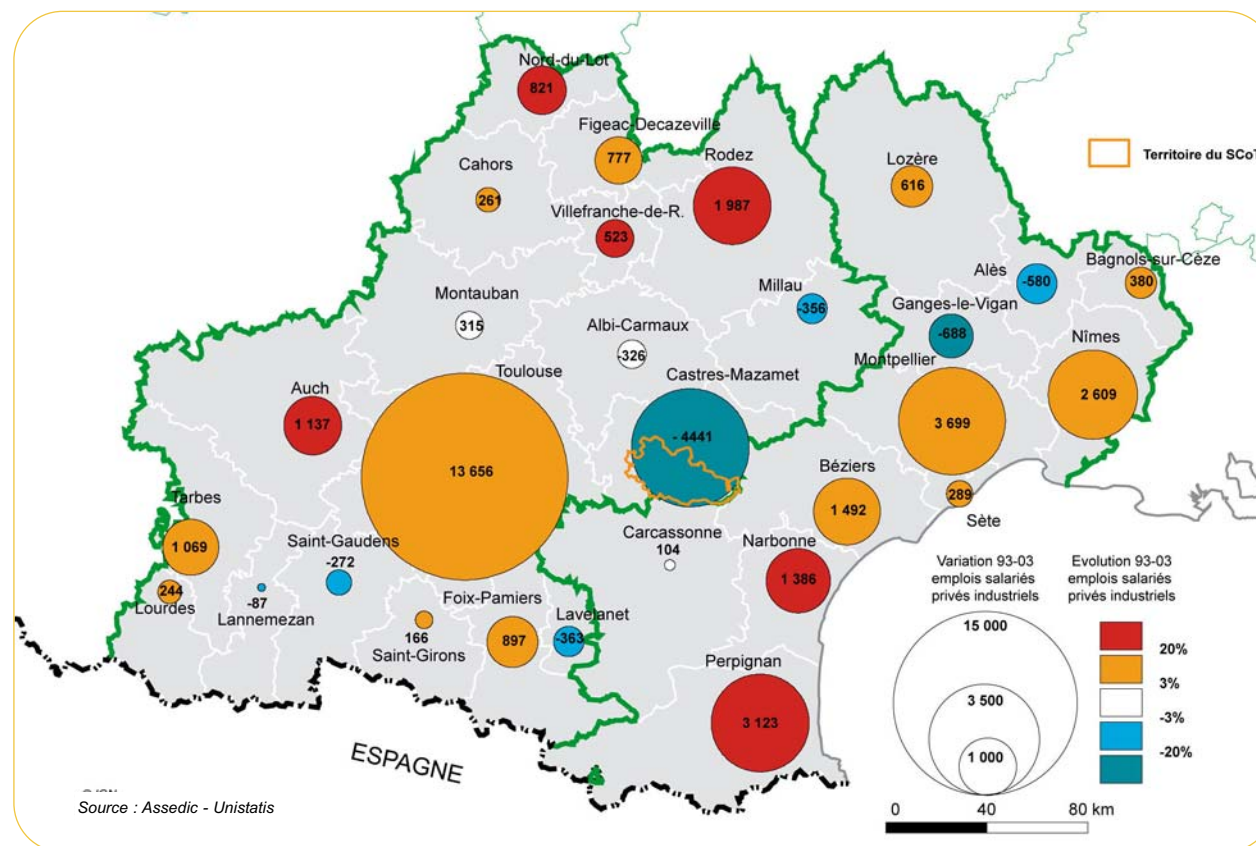 Nord-du-Lot
821
Figeac-Decazeville
777
Cahors
261
Rodez
1 987
Lozère
616
Territoire du SCoT
Villefranche-de-R.
523
Alès
-580
Bagnols-sur-Cèze
380
Millau
-356
Ganges-le-Vigan
-688
Montauban
315
Albi-Carmaux
-326
Nîmes
2 609
Montpellier
3 699
Toulouse
13 656
Castres-Mazamet
- 4441
Auch
1 137
Béziers
1 492
289
Sète
Tarbes
1 069
Saint-Gaudens
-272
Carcassonne
104
Narbonne
1 386
244
Lourdes
-87
Lannemezan
166
Saint-Girons
Foix-Pamiers
897
Lavelanet
-363
Perpignan
3 123
ESPAGNE
Variation 93-03
emplois salariés
privés industriels
15 000
3 500
1 000
Evolution 93-03
emplois salariés
privés industriels
20%
3%
-3%
-20%
0 40 80 km
Source : Assedic - Unistatis